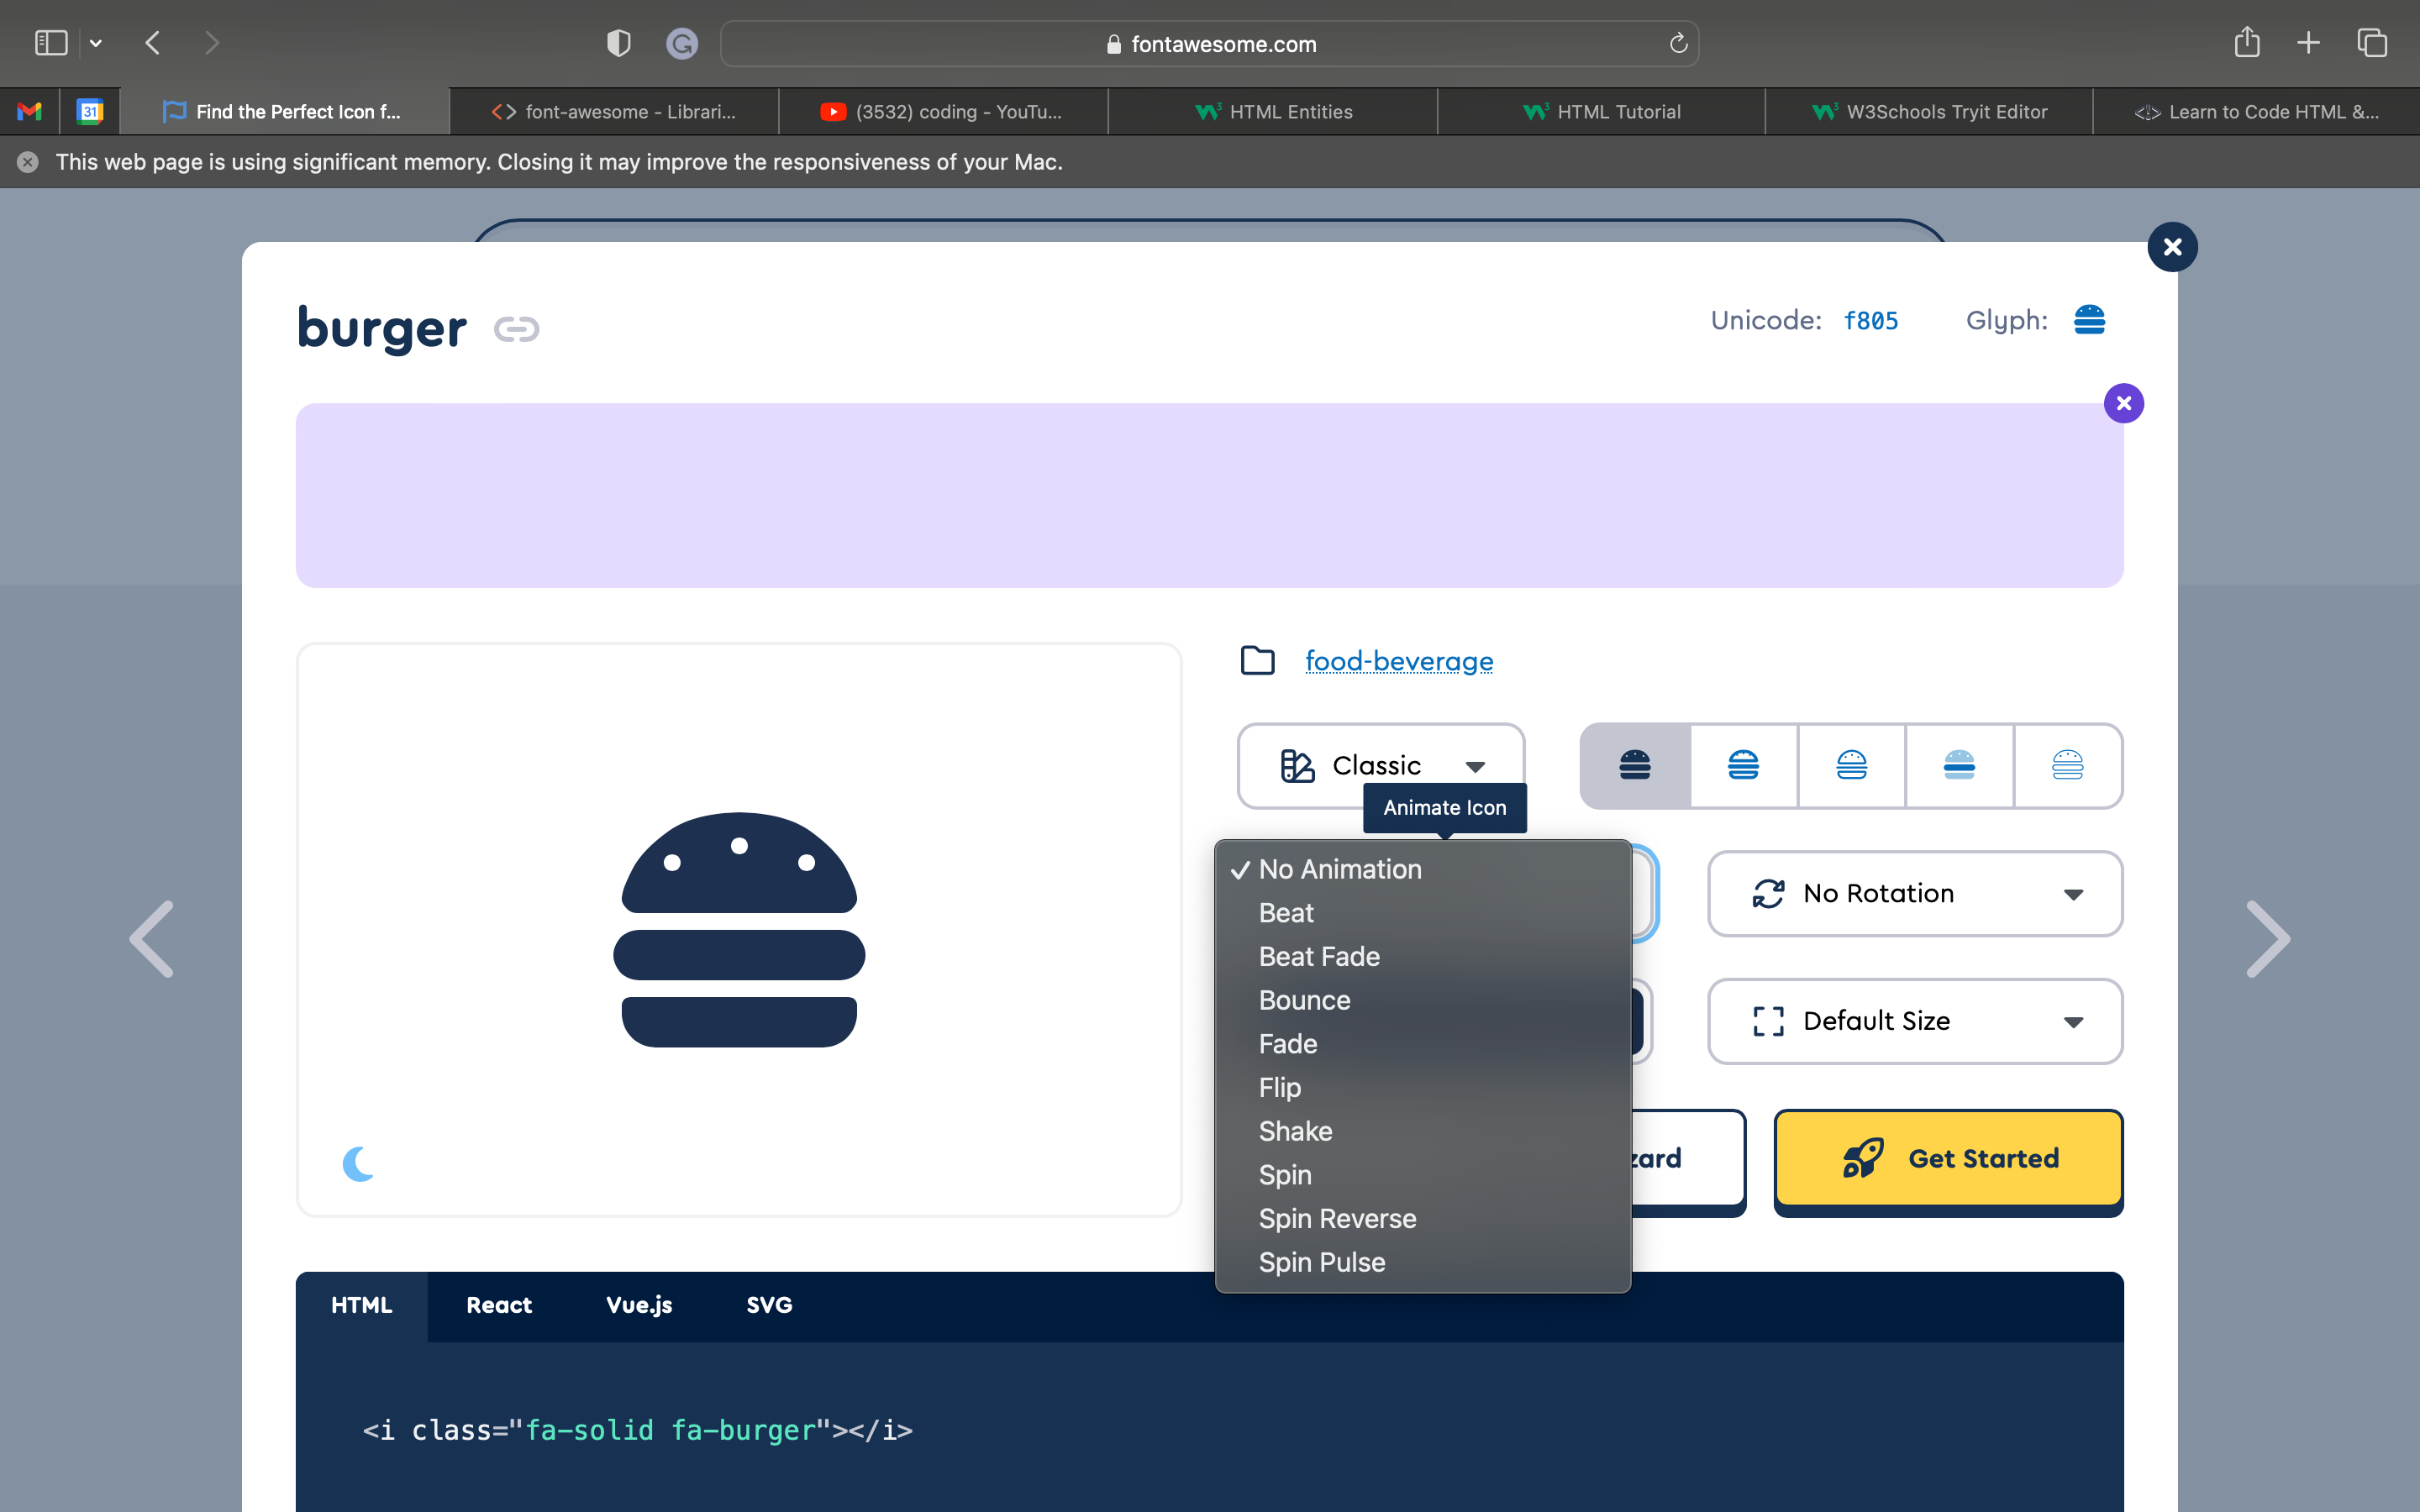 fontawesome.com
31
Find the Perfect Icon f...
font-awesome - Librari...
(3532) coding - YouTu...
HTML Entities
HTML Tutorial
W3Schools Tryit Editor
Learn to Code HTML &...
This web page is using significant memory. Closing it may improve the responsiveness of your Mac.
burger
Unicode: f805
Glyph:
food-beverage
Classic
Animate Icon
✓ No Animation
Beat
Beat Fade
Bounce
Fade
Flip
Shake
Spin
Spin Reverse
Spin Pulse
No Rotation
Default Size
zard
Get Started
HTML React Vue.js SVG
<i class="fa-solid fa-burger"></i>